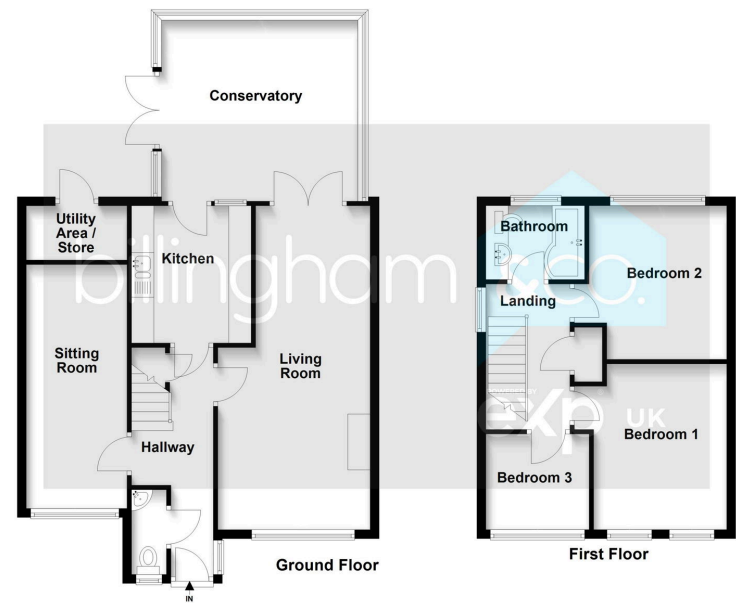 Conservatory
Utility
Area /
Store
Kitchen
Sitting
Room
Living
Room
Hallway
Ground Floor
IN
Bathroom
Bedroom 2
Landing
Bedroom 1
Bedroom 3
First Floor
billingham &co.
exp UK